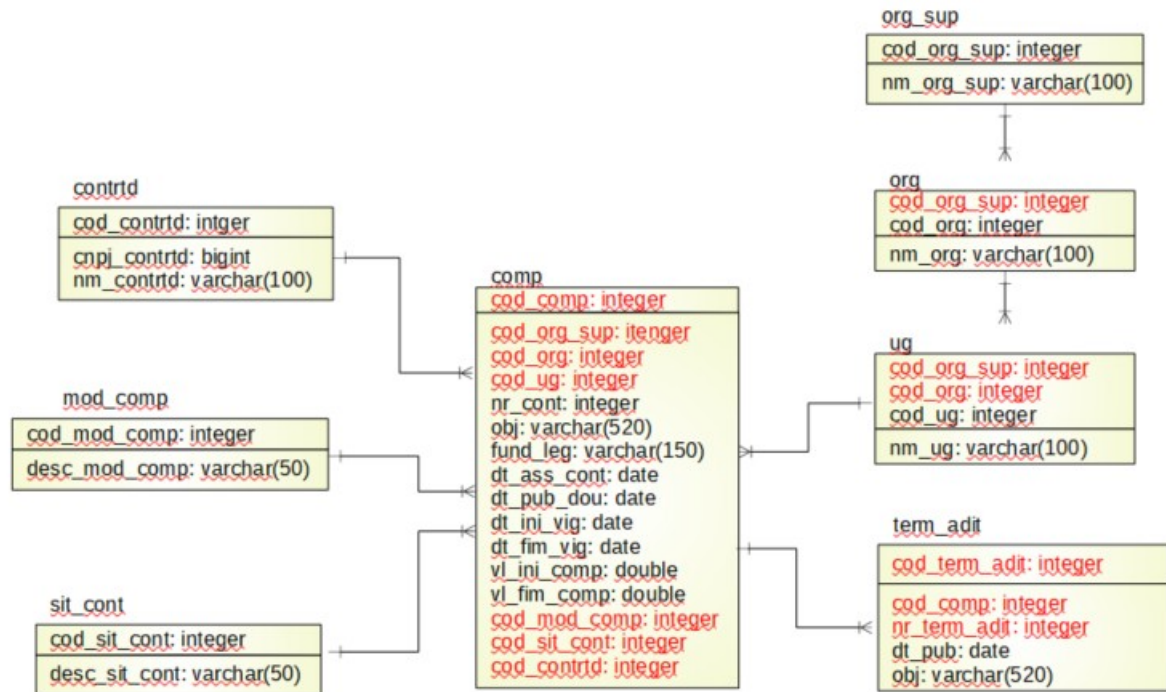 org_sup
cod_org_sup: integer
nm_org_sup: varchar(100)
contrtd
cod_contrtd: intger
cnpj_contrtd: bigint
nm_contrtd: varchar(100)
org
cod_org_sup: integer
cod_org: integer
nm_org: varchar(100)
comp
cod_comp: integer
cod_org_sup: itenger
cod_org: integer
cod_ug: integer
nr_cont: integer
obj: varchar(520)
fund_leg: varchar(150)
dt_ass_cont: date
dt_pub_dou: date
dt_ini_vig: date
dt_fim_vig: date
vl_ini_comp: double
vl_fim_comp: double
cod_mod_comp: integer
cod_sit_cont: integer
cod_contrtd: integer
ug
cod_org_sup: integer
cod_org: integer
cod_ug: integer
nm_ug: varchar(100)
mod_comp
cod_mod_comp: integer
desc_mod_comp: varchar(50)
term_adit
cod_term_adit: integer
cod_comp: integer
nr_term_adit: integer
dt_pub: date
obj: varchar(520)
sit_cont
cod_sit_cont: integer
desc_sit_cont: varchar(50)